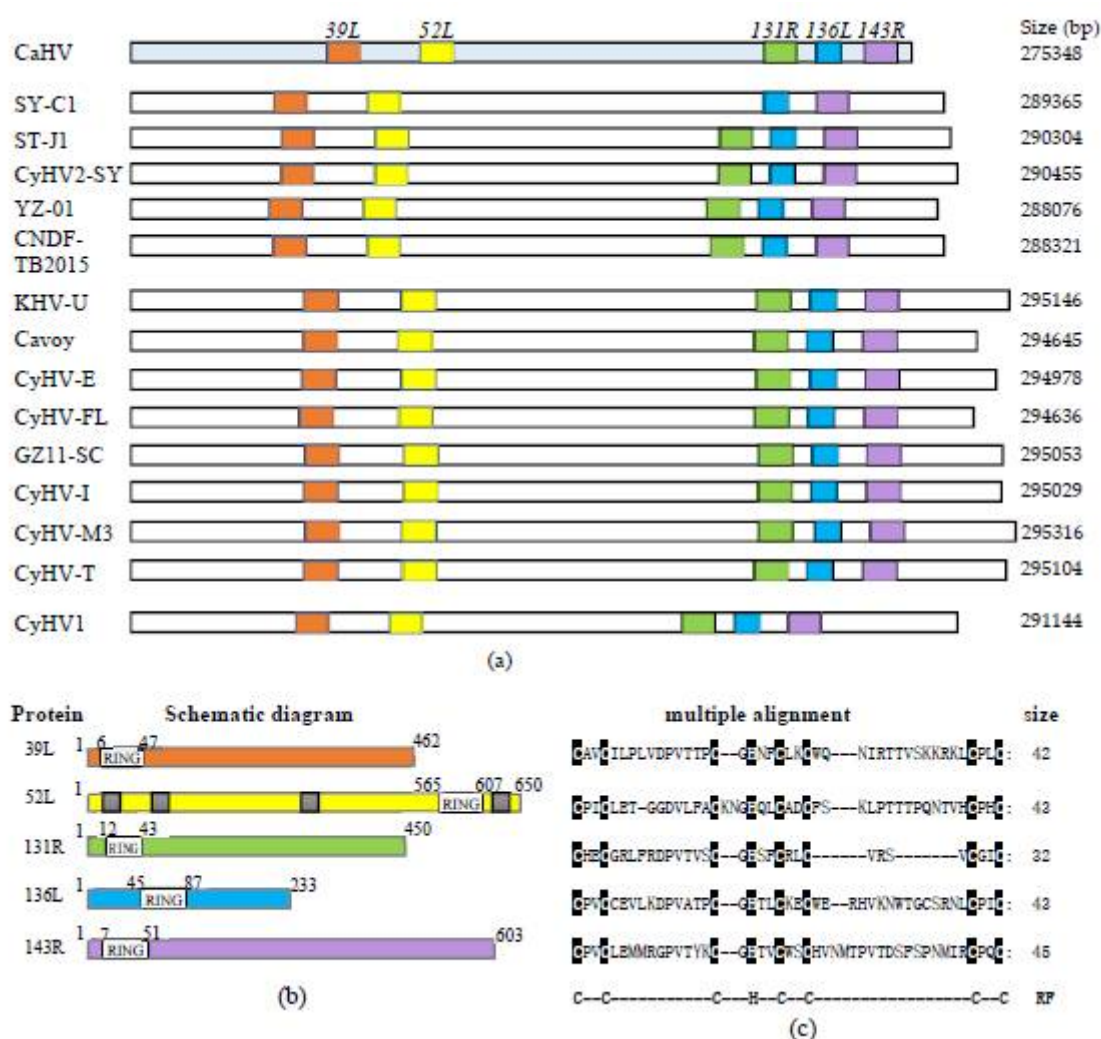 39L 52L 131R 136L 143R Size (bp)
CaHV 275348
SY-C1 289365
ST-J1 290304
CyHV2-SY 290455
YZ-01 288076
CNDF-
TB2015 288321
KHV-U 295146
Cavoy 294645
CyHV-E 294978
CyHV-FL 294636
GZ11-SC 295053
CyHV-I 295029
CyHV-M3 295316
CyHV-T 295104
CyHV1 291144
(a)
Protein Schematic diagram multiple alignment size
39L 1 6 47 462
RING
CAVCILPLVDPVTTPC--GHNFCLKCWQ---NIRTTVSKKRKLCPLC: 42
52L 1 565 607 650
RING
CPICLET-GGDVLFACKNGHQLCADCFS---KLPTTTPQNTVHCPHC: 43
131R 1 12 43 450
RING
CHECGRLFRDPVTVSC--GHSFCRLC------VRS-------VCGIC: 32
136L 1 45 87 233
RING
CPVCCEVLKDPVATPC--GHTLCKECWE--RHVKNWTGCSRNLCPIC: 43
143R 1 7 51 603
RING
CPVCLEMMRGPVTYKC--GHTVCWSCHVNMTPVTDSFSPNMIRCPQC: 45
C--C-----------C---H--C--C-----------------C--C RF
(b)
(c)